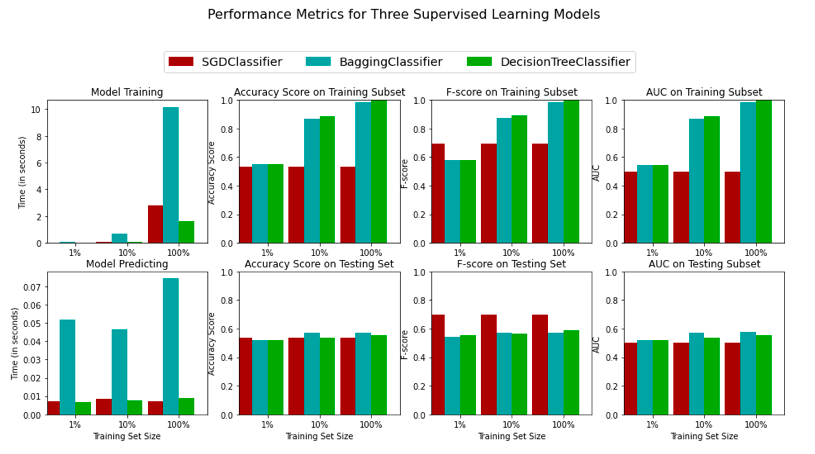 Performance Metrics for Three Supervised Learning Models
SGDClassifier BaggingClassifier DecisionTreeClassifier
Model Training
Time (in seconds)
10
8
6
4
2
0
1% 10% 100%
Accuracy Score on Training Subset
Accuracy Score
1.0
0.8
0.6
0.4
0.2
0.0
1% 10% 100%
F-score on Training Subset
F-score
1.0
0.8
0.6
0.4
0.2
0.0
1% 10% 100%
AUC on Training Subset
AUC
1.0
0.8
0.6
0.4
0.2
0.0
1% 10% 100%
Model Predicting
Time (in seconds)
0.07
0.06
0.05
0.04
0.03
0.02
0.01
0.00
1% 10% 100%
Training Set Size
Accuracy Score on Testing Set
Accuracy Score
1.0
0.8
0.6
0.4
0.2
0.0
1% 10% 100%
Training Set Size
F-score on Testing Set
F-score
1.0
0.8
0.6
0.4
0.2
0.0
1% 10% 100%
Training Set Size
AUC on Testing Subset
AUC
1.0
0.8
0.6
0.4
0.2
0.0
1% 10% 100%
Training Set Size